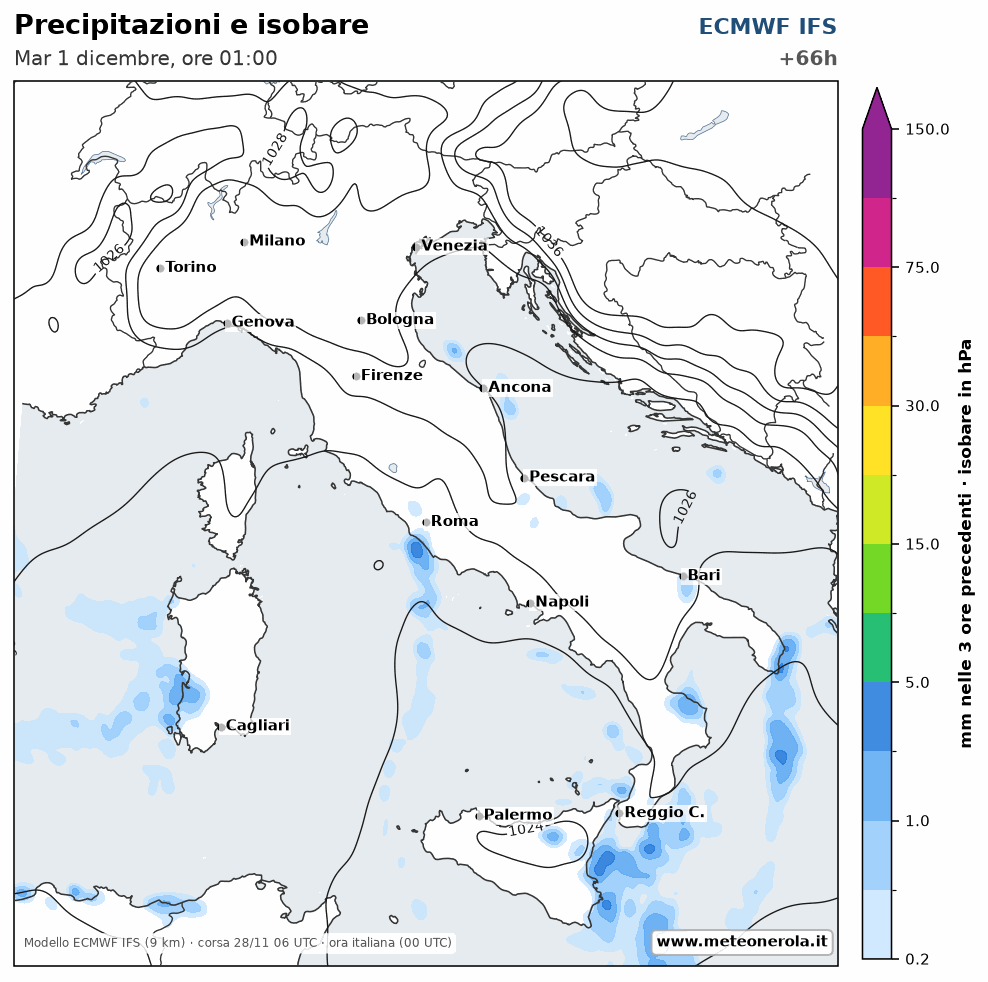 Precipitazioni e isobare
ECMWF IFS
Mar 1 dicembre, ore 01:00
+66h
1028
1026
1036
Milano
Torino
Venezia
Genova
Bologna
Firenze
Ancona
Pescara
1026
Roma
Bari
Napoli
Cagliari
Palermo
Reggio C.
1024
Modello ECMWF IFS (9 km) · corsa 28/11 06 UTC · ora italiana (00 UTC)
www.meteonerola.it
150.0
75.0
30.0
15.0
5.0
1.0
0.2
mm nelle 3 ore precedenti · isobare in hPa